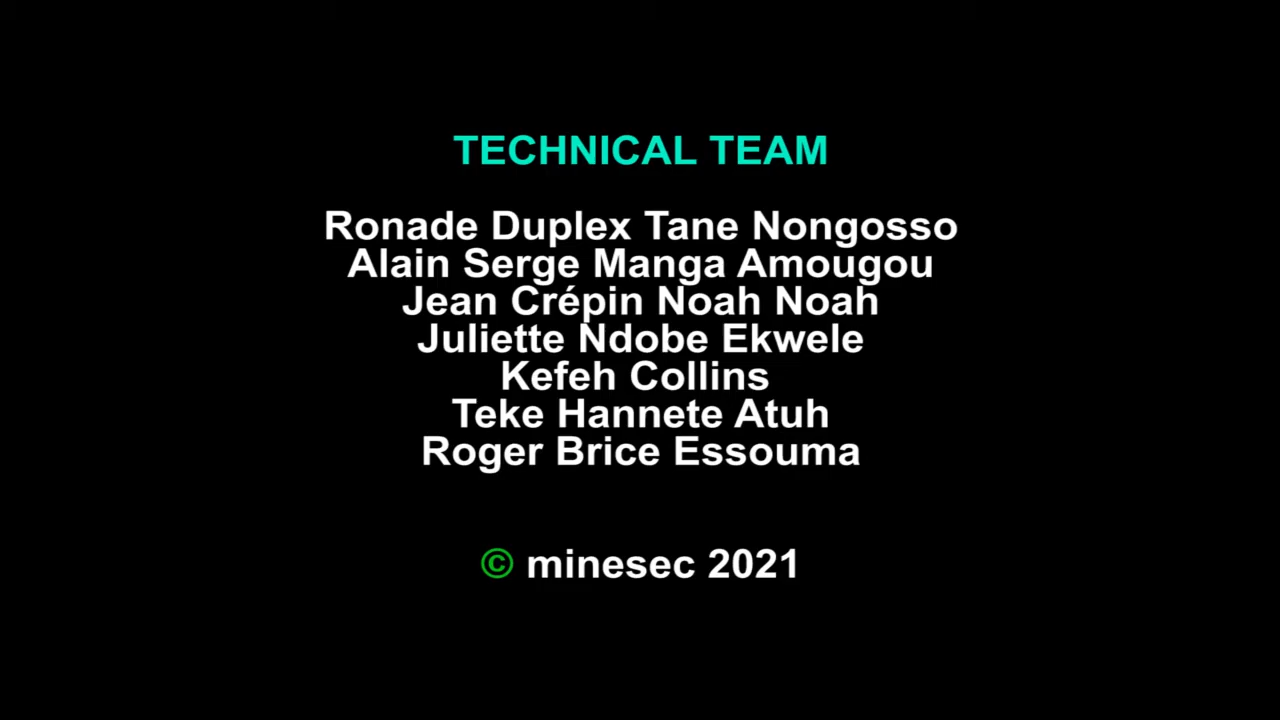 TECHNICAL TEAM
Ronade Duplex Tane Nongosso
Alain Serge Manga Amougou
Jean Crépin Noah Noah
Juliette Ndobe Ekwele
Kefeh Collins
Teke Hannete Atuh
Roger Brice Essouma
© minesec 2021